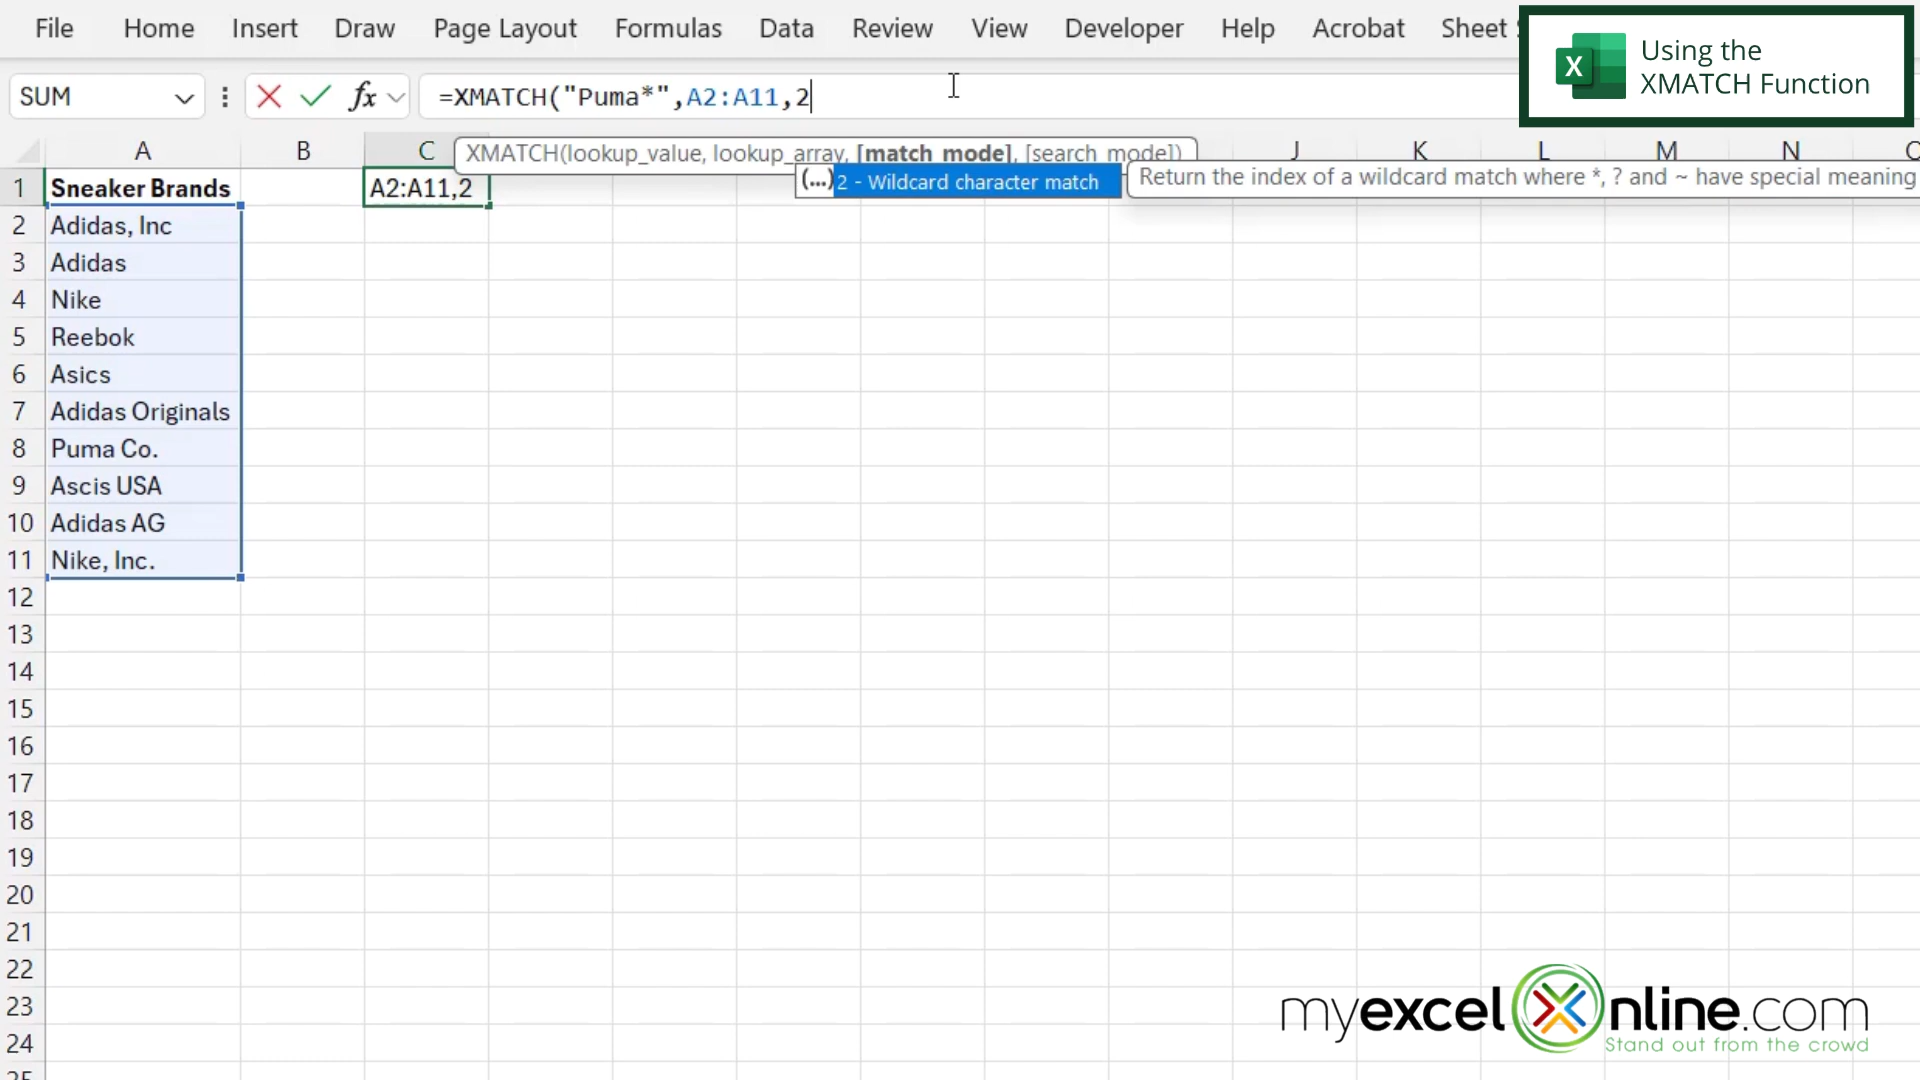 File Home Insert Draw Page Layout Formulas Data Review View Developer Help Acrobat Sheet
Using the
XMATCH Function
SUM fx =XMATCH("Puma*",A2:A11,2
XMATCH(lookup_value, lookup_array, [match_mode], [search_mode])
(...) 2 - Wildcard character match
Return the index of a wildcard match where *, ? and ~ have special meaning
A B C J K L M N
1 Sneaker Brands A2:A11,2
2 Adidas, Inc
3 Adidas
4 Nike
5 Reebok
6 Asics
7 Adidas Originals
8 Puma Co.
9 Ascis USA
10 Adidas AG
11 Nike, Inc.
12
13
14
15
16
17
18
19
20
21
22
23
24
25
myexcelonline.com
Stand out from the crowd